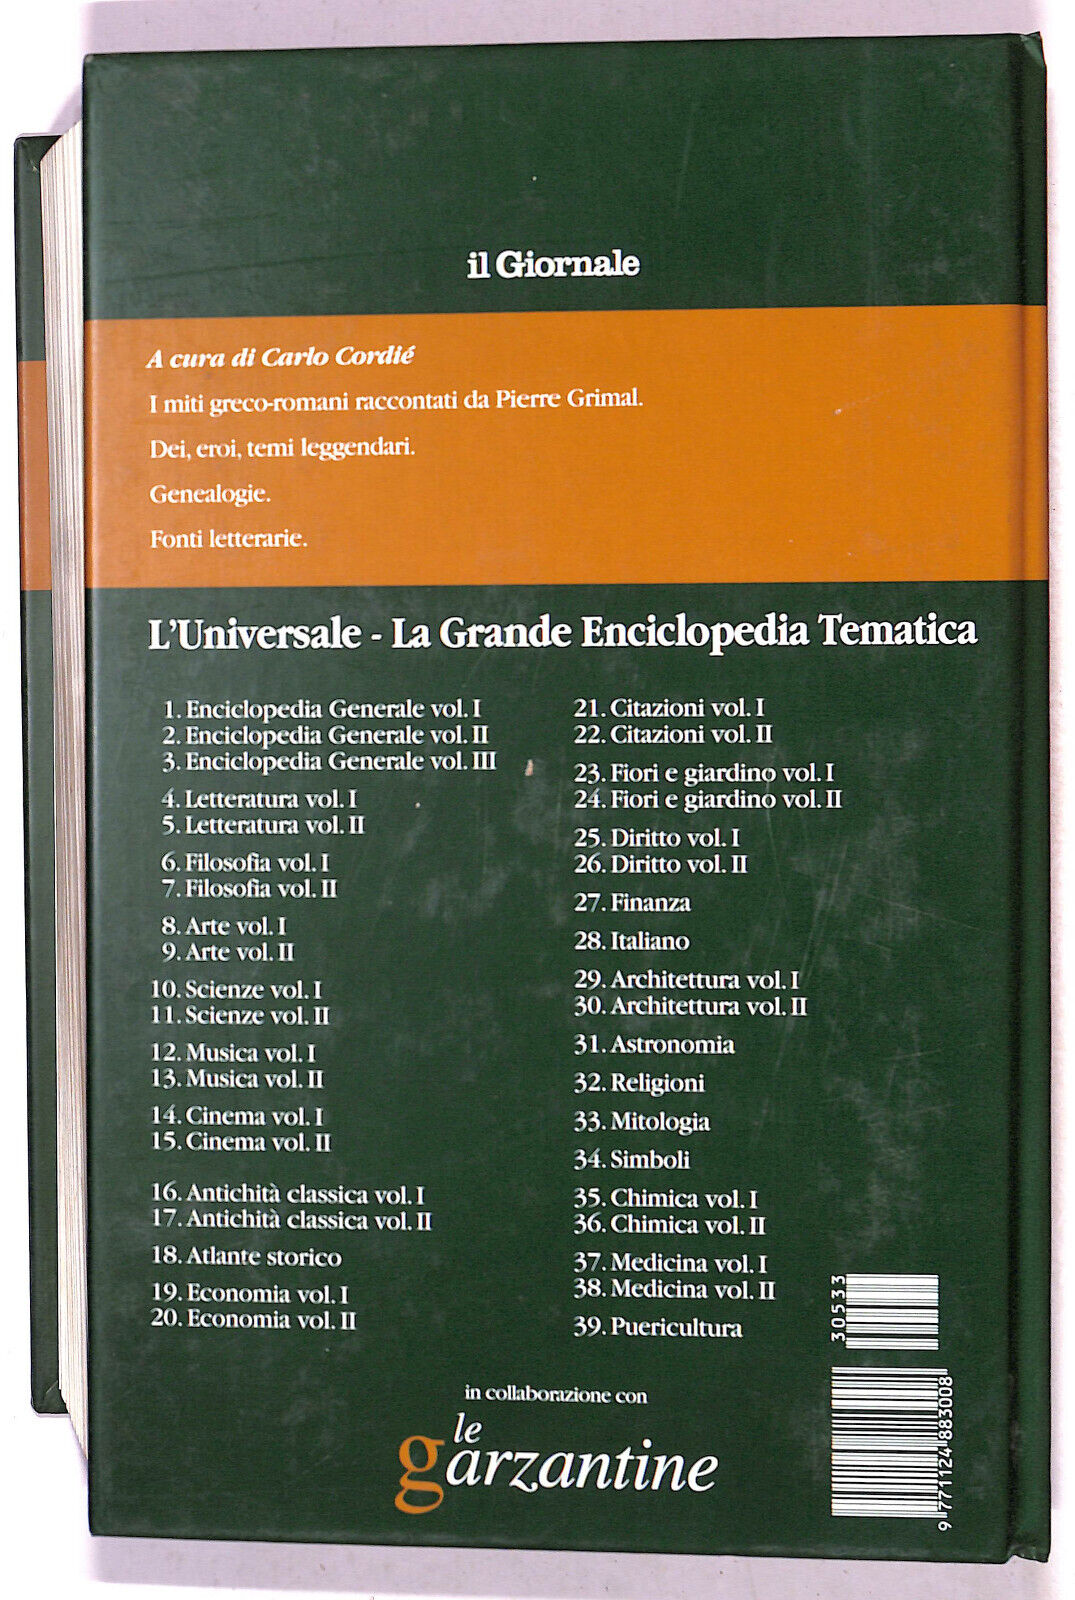 il Giornale
A cura di Carlo Cordié
I miti greco-romani raccontati da Pierre Grimal.
Dei, eroi, temi leggendari.
Genealogie.
Fonti letterarie.
L'Universale - La Grande Enciclopedia Tematica
1. Enciclopedia Generale vol. I
2. Enciclopedia Generale vol. II
3. Enciclopedia Generale vol. III
4. Letteratura vol. I
5. Letteratura vol. II
6. Filosofia vol. I
7. Filosofia vol. II
8. Arte vol. I
9. Arte vol. II
10. Scienze vol. I
11. Scienze vol. II
12. Musica vol. I
13. Musica vol. II
14. Cinema vol. I
15. Cinema vol. II
16. Antichità classica vol. I
17. Antichità classica vol. II
18. Atlante storico
19. Economia vol. I
20. Economia vol. II
21. Citazioni vol. I
22. Citazioni vol. II
23. Fiori e giardino vol. I
24. Fiori e giardino vol. II
25. Diritto vol. I
26. Diritto vol. II
27. Finanza
28. Italiano
29. Architettura vol. I
30. Architettura vol. II
31. Astronomia
32. Religioni
33. Mitologia
34. Simboli
35. Chimica vol. I
36. Chimica vol. II
37. Medicina vol. I
38. Medicina vol. II
39. Puericultura
in collaborazione con
le
garzantine
30533
9 771124 883008